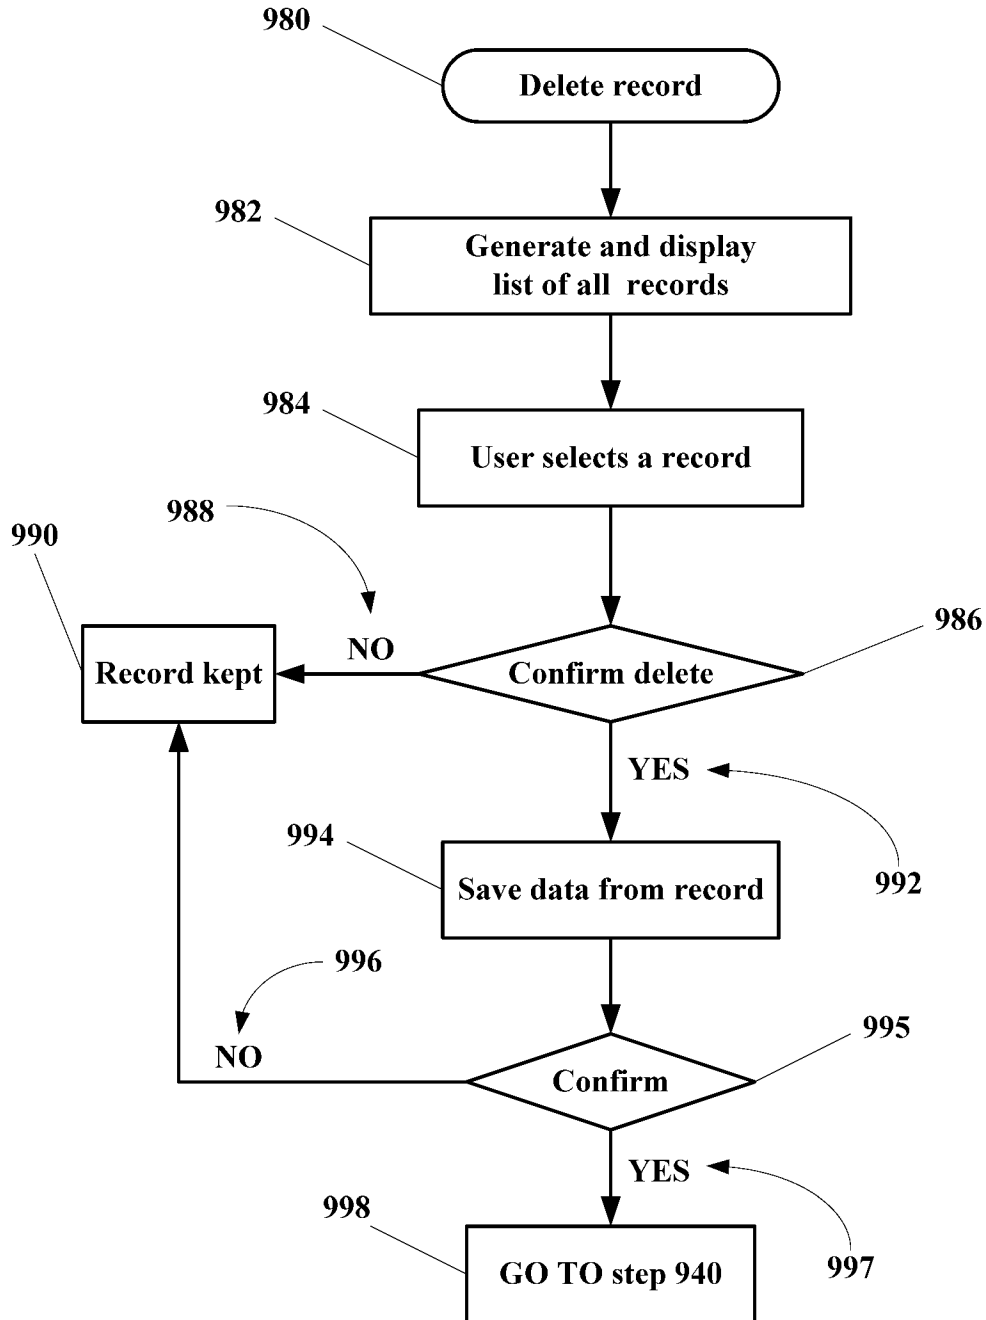 980
Delete record
982
Generate and display
list of all records
984
User selects a record
988
990
986
NO
Record kept
Confirm delete
YES
994
992
Save data from record
996
995
NO
Confirm
YES
998
997
GO TO step 940